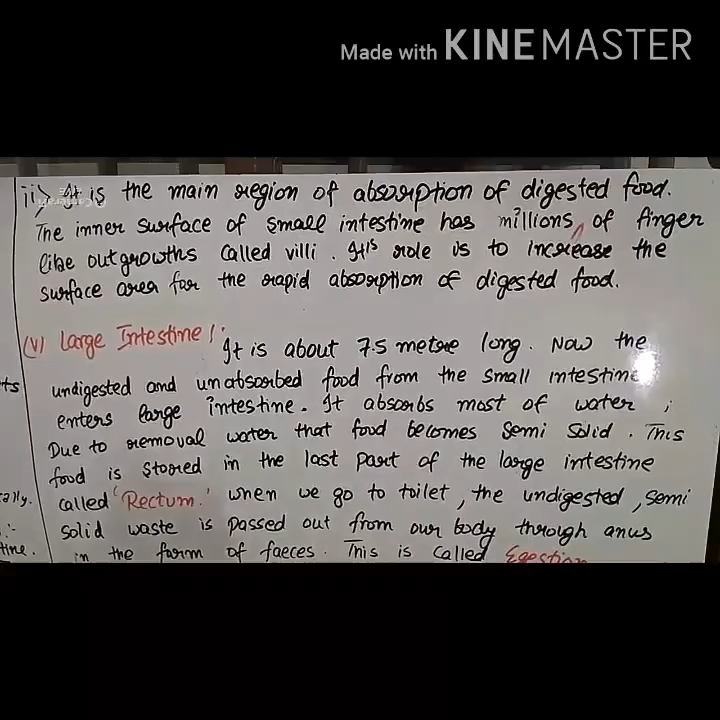 Made with KINEMASTER
ii) It is the main region of absorption of digested food.
The inner surface of small intestine has millions of finger
like outgrowths called villi. It's role is to increase the
surface area for the rapid absorption of digested food.
(V) Large Intestine!:
It is about 7.5 metre long. Now the
undigested and unabsorbed food from the small intestine
enters large intestine. It absorbs most of water ;
Due to removal water that food becomes semi solid. This
food is stored in the last part of the large intestine
called 'Rectum.' when we go to toilet, the undigested, semi
solid waste is passed out from our body through anus
in the form of faeces. This is called Egestion